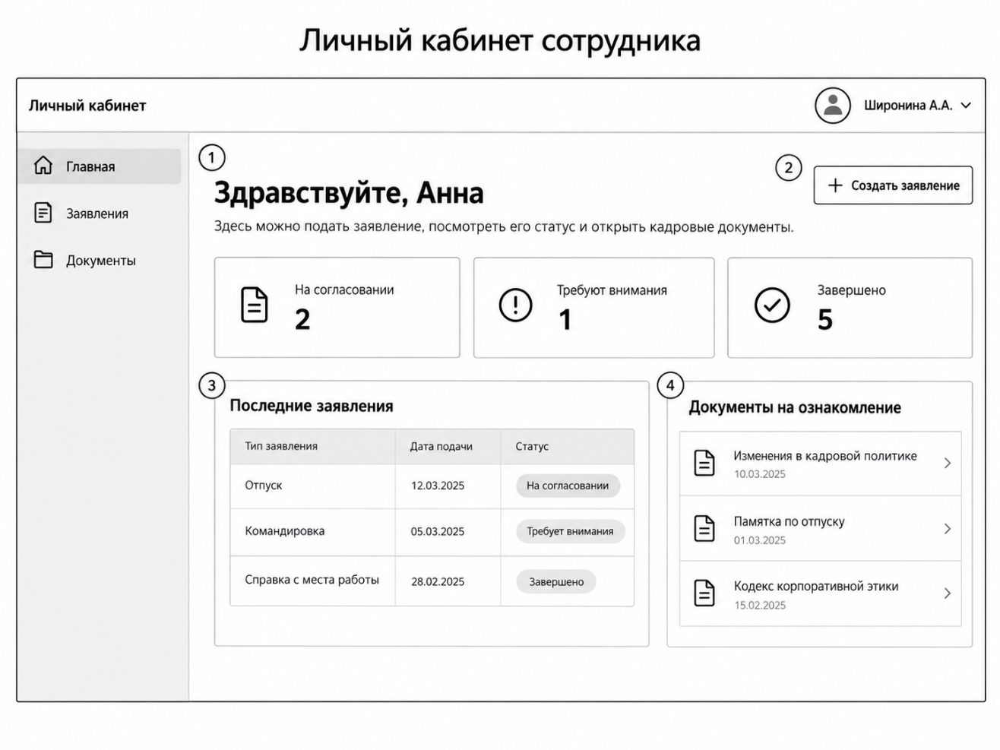 Личный кабинет сотрудника
Личный кабинет
Широнина А.А.
Главная
Заявления
Документы
1
Здравствуйте, Анна
Здесь можно подать заявление, посмотреть его статус и открыть кадровые документы.
2
Создать заявление
На согласовании
2
Требуют внимания
1
Завершено
5
3
Последние заявления
Тип заявления Дата подачи Статус
Отпуск 12.03.2025 На согласовании
Командировка 05.03.2025 Требует внимания
Справка с места работы 28.02.2025 Завершено
4
Документы на ознакомление
Изменения в кадровой политике
10.03.2025
Памятка по отпуску
01.03.2025
Кодекс корпоративной этики
15.02.2025